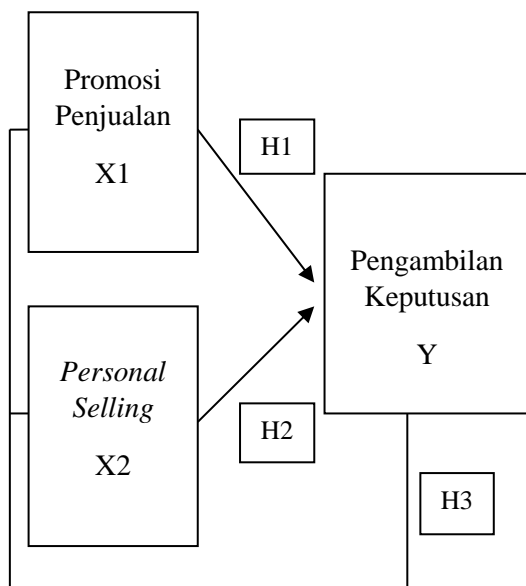 Promosi
Penjualan
X1
H1
Pengambilan
Keputusan
Y
Personal
Selling
X2
H2
H3